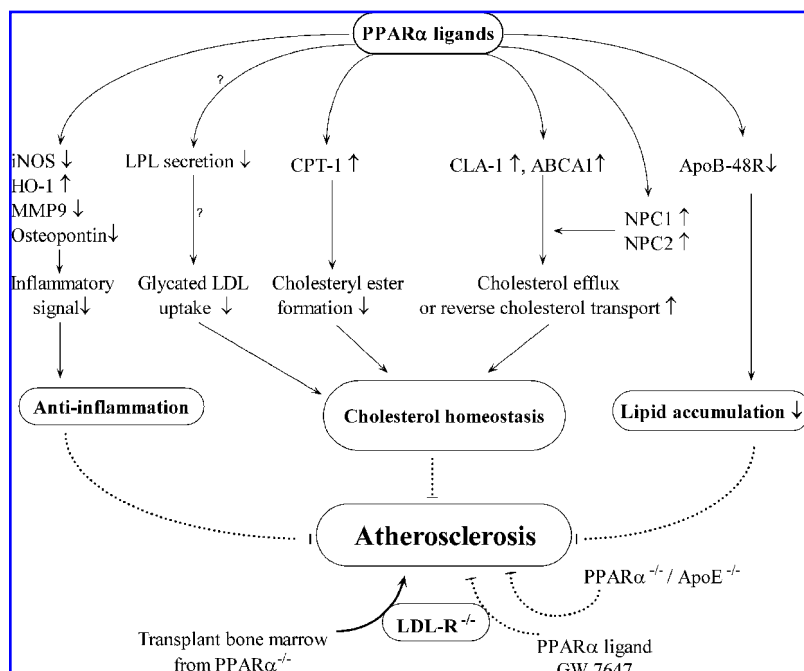 PPARα ligands
?
iNOS ↓
HO-1 ↑
MMP9 ↓
Osteopontin↓
Inflammatory
signal↓
Anti-inflammation
LPL secretion ↓
?
Glycated LDL
uptake ↓
CPT-1 ↑
Cholesteryl ester
formation ↓
CLA-1 ↑, ABCA1↑
NPC1 ↑
NPC2 ↑
Cholesterol efflux
or reverse cholesterol transport ↑
Cholesterol homeostasis
ApoB-48R↓
Lipid accumulation ↓
Atherosclerosis
PPARα-/- / ApoE-/-
LDL-R-/-
Transplant bone marrow
from PPARα-/-
PPARα ligand
GW 7647